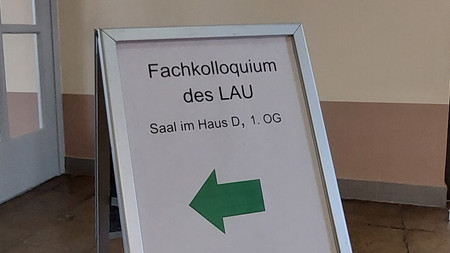 Fachkolloquium
des LAU
Saal im Haus D, 1. OG